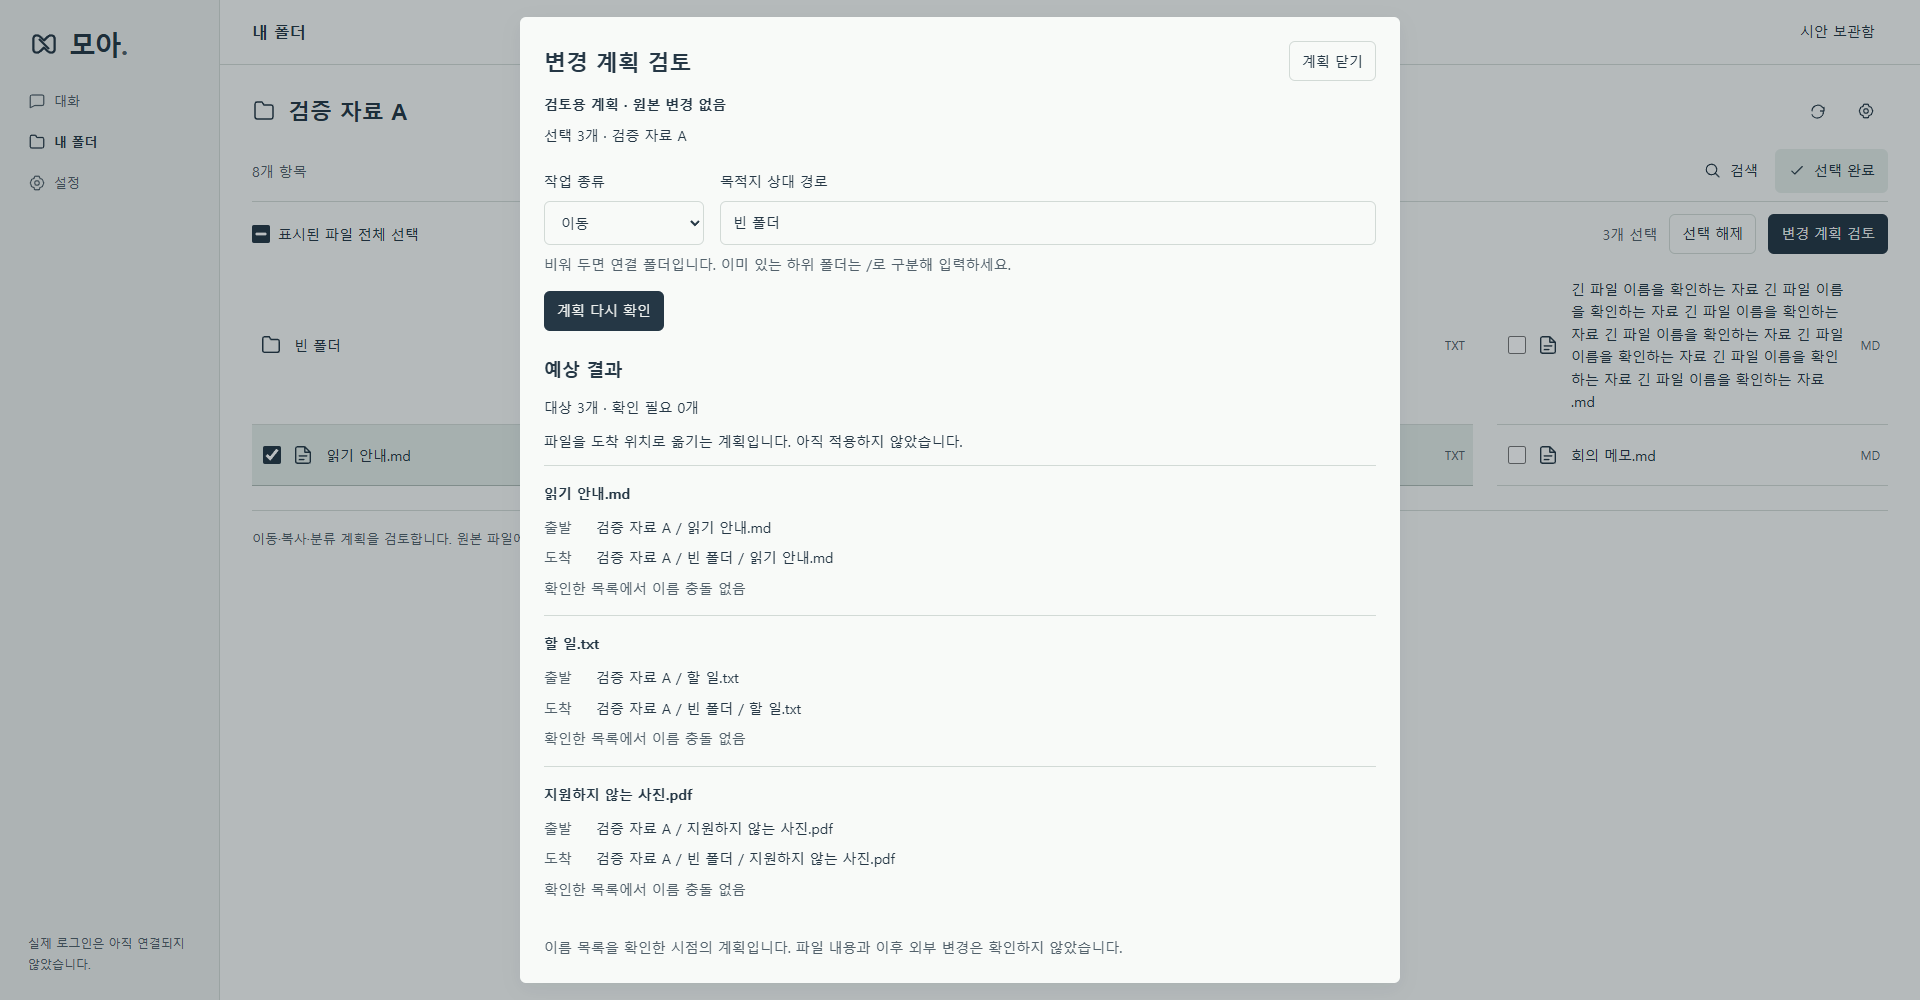 모아.
대화
내 폴더
설정
실제 로그인은 아직 연결되지
않았습니다.
내 폴더
시안 보관함
검증 자료 A
8개 항목
검색
선택 완료
표시된 파일 전체 선택
3개 선택
선택 해제
변경 계획 검토
빈 폴더
TXT
긴 파일 이름을 확인하는 자료 긴 파일 이름
을 확인하는 자료 긴 파일 이름을 확인하는
자료 긴 파일 이름을 확인하는 자료 긴 파일
이름을 확인하는 자료 긴 파일 이름을 확인
하는 자료 긴 파일 이름을 확인하는 자료
.md
MD
읽기 안내.md
TXT
회의 메모.md
MD
이동·복사·분류 계획을 검토합니다. 원본 파일에
변경 계획 검토
계획 닫기
검토용 계획 · 원본 변경 없음
선택 3개 · 검증 자료 A
작업 종류
목적지 상대 경로
이동
빈 폴더
비워 두면 연결 폴더입니다. 이미 있는 하위 폴더는 /로 구분해 입력하세요.
계획 다시 확인
예상 결과
대상 3개 · 확인 필요 0개
파일을 도착 위치로 옮기는 계획입니다. 아직 적용하지 않았습니다.
읽기 안내.md
출발 검증 자료 A / 읽기 안내.md
도착 검증 자료 A / 빈 폴더 / 읽기 안내.md
확인한 목록에서 이름 충돌 없음
할 일.txt
출발 검증 자료 A / 할 일.txt
도착 검증 자료 A / 빈 폴더 / 할 일.txt
확인한 목록에서 이름 충돌 없음
지원하지 않는 사진.pdf
출발 검증 자료 A / 지원하지 않는 사진.pdf
도착 검증 자료 A / 빈 폴더 / 지원하지 않는 사진.pdf
확인한 목록에서 이름 충돌 없음
이름 목록을 확인한 시점의 계획입니다. 파일 내용과 이후 외부 변경은 확인하지 않았습니다.